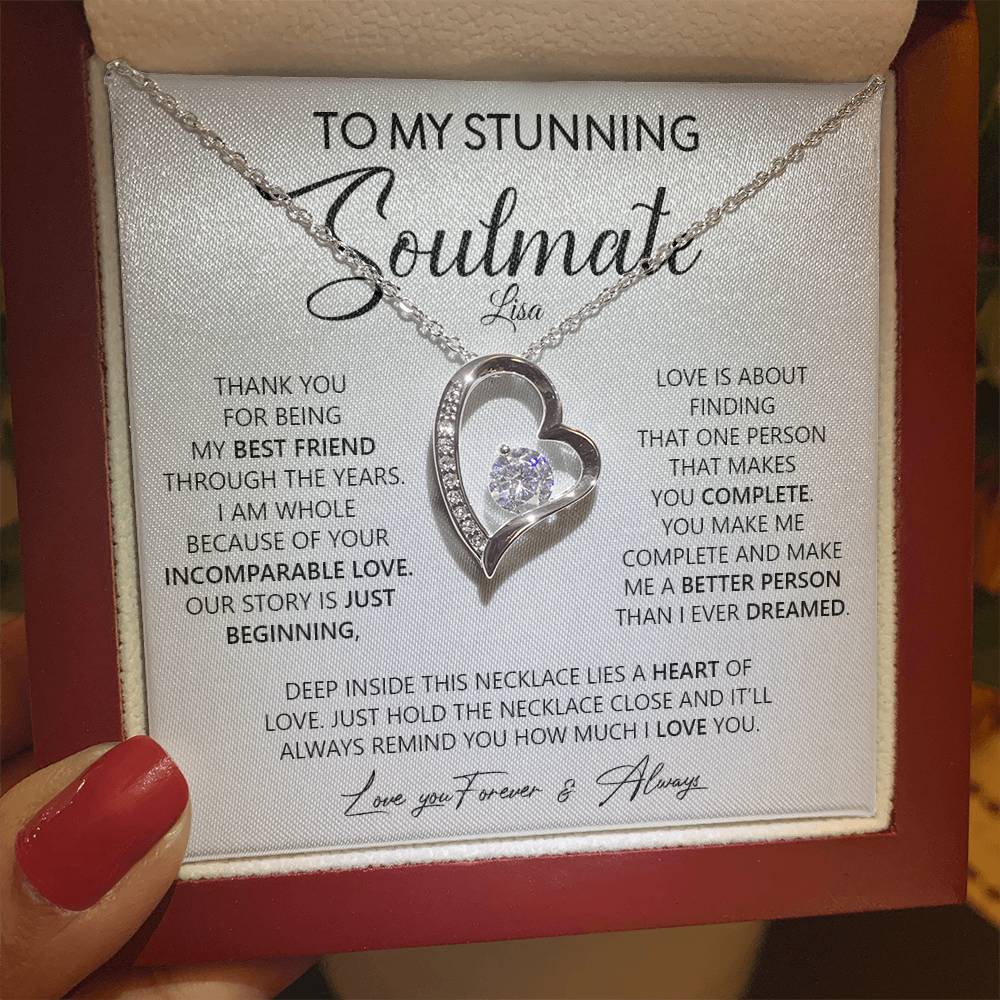 TO MY STUNNING
Soulmate
Lisa
THANK YOU
FOR BEING
MY BEST FRIEND
THROUGH THE YEARS.
I AM WHOLE
BECAUSE OF YOUR
INCOMPARABLE LOVE.
OUR STORY IS JUST
BEGINNING,
LOVE IS ABOUT
FINDING
THAT ONE PERSON
THAT MAKES
YOU COMPLETE.
YOU MAKE ME
COMPLETE AND MAKE
ME A BETTER PERSON
THAN I EVER DREAMED.
DEEP INSIDE THIS NECKLACE LIES A HEART OF
LOVE. JUST HOLD THE NECKLACE CLOSE AND IT'LL
ALWAYS REMIND YOU HOW MUCH I LOVE YOU.
Love you Forever & Always